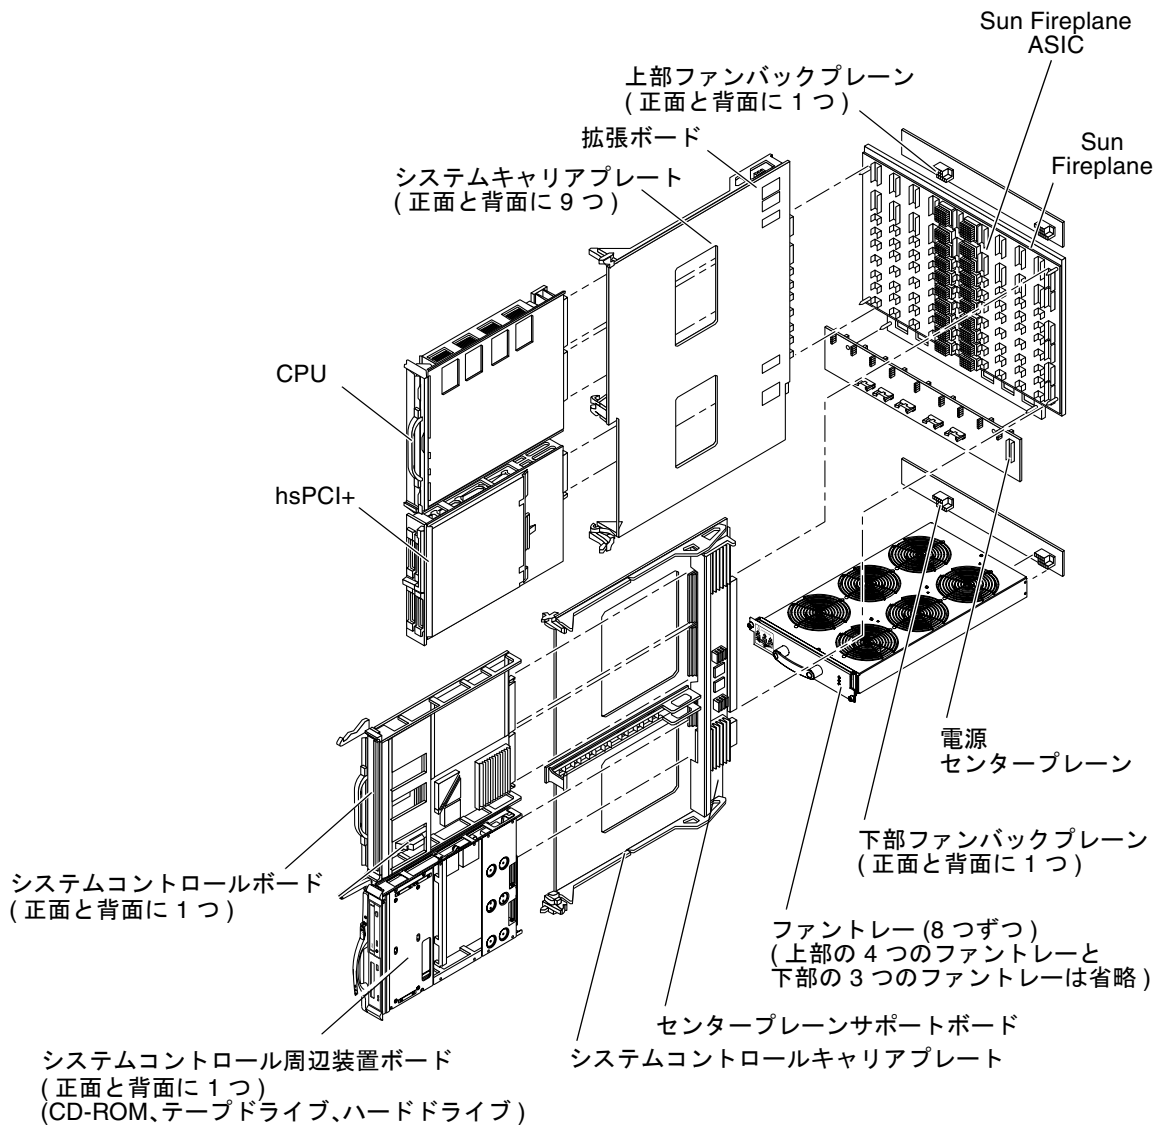 Sun Fireplane
ASIC
上部ファンバックプレーン
( 正面と背面に 1 つ )
拡張ボード
Sun
Fireplane
システムキャリアプレート
( 正面と背面に 9 つ )
CPU
hsPCI+
電源
センタープレーン
下部ファンバックプレーン
( 正面と背面に 1 つ )
システムコントロールボード
( 正面と背面に 1 つ )
ファントレー (8 つずつ )
( 上部の 4 つのファントレーと
下部の 3 つのファントレーは省略 )
センタープレーンサポートボード
システムコントロールキャリアプレート
システムコントロール周辺装置ボード
( 正面と背面に 1 つ )
(CD-ROM、テープドライブ、ハードドライブ )